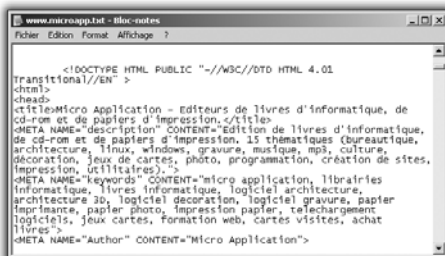 www.microapp.txt - Bloc-notes
Fichier Edition Format Affichage ?
<!DOCTYPE HTML PUBLIC "-//W3C//DTD HTML 4.01
Transitional//EN" >
<html>
<head>
<title>Micro Application - Editeurs de livres d'informatique, de
cd-rom et de papiers d'impression.</title>
<META NAME="description" CONTENT="Edition de livres d'informatique,
de cd-rom et de papiers d'impression. 15 thématiques (bureautique,
architecture, linux, windows, gravure, musique, mp3, culture,
décoration, jeux de cartes, photo, programmation, création de sites,
impression, utilitaires).">
<META NAME="keywords" CONTENT="micro application, librairies
informatique, livres informatique, logiciel architecture,
architecture 3D, logiciel decoration, logiciel gravure, papier
imprimante, papier photo, impression papier, telechargement
logiciels, jeux cartes, formation web, cartes visites, achat
livres">
<META NAME="Author" CONTENT="Micro Application">